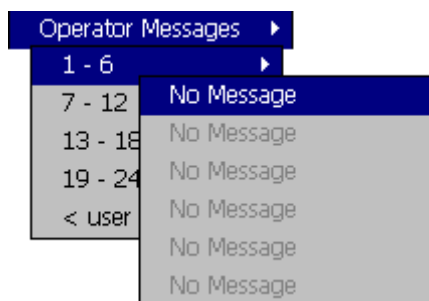 Operator Messages
1 - 6
7 - 12
13 - 18
19 - 24
< user
No Message
No Message
No Message
No Message
No Message
No Message